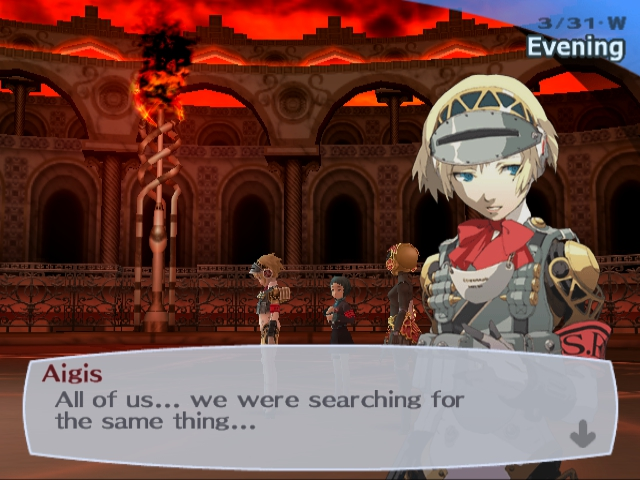 3/31·W
Evening
S.
Aigis
All of us... we were searching for
the same thing...